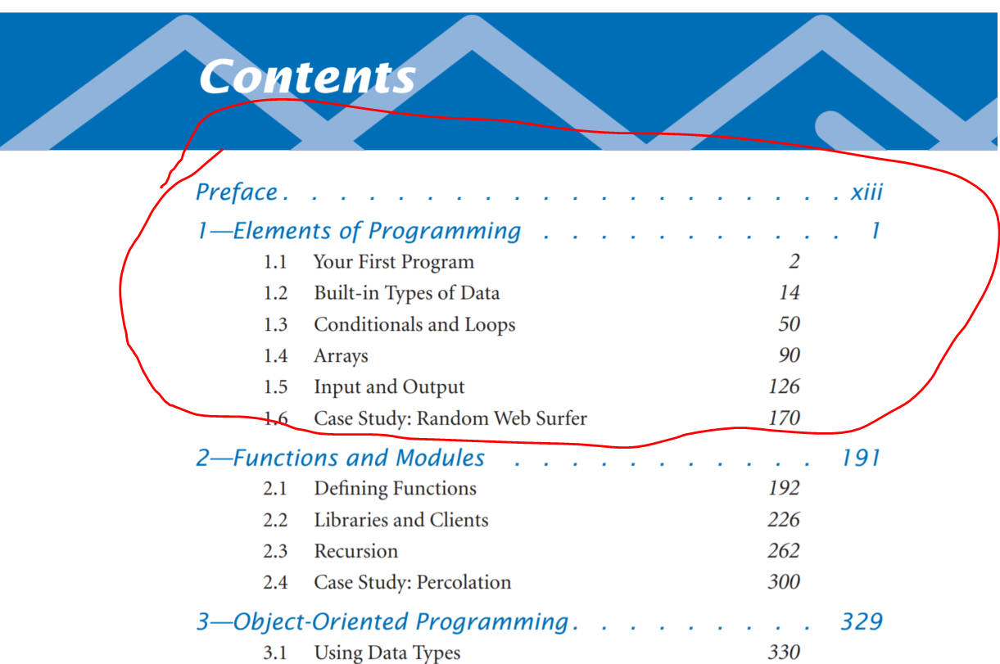 Contents
Preface . . . . . . . . . . . . . . . . . . . . xiii
1—Elements of Programming . . . . . . . . . . . 1
1.1 Your First Program 2
1.2 Built-in Types of Data 14
1.3 Conditionals and Loops 50
1.4 Arrays 90
1.5 Input and Output 126
1.6 Case Study: Random Web Surfer 170
2—Functions and Modules . . . . . . . . . . . 191
2.1 Defining Functions 192
2.2 Libraries and Clients 226
2.3 Recursion 262
2.4 Case Study: Percolation 300
3—Object-Oriented Programming . . . . . . . . . 329
3.1 Using Data Types 330